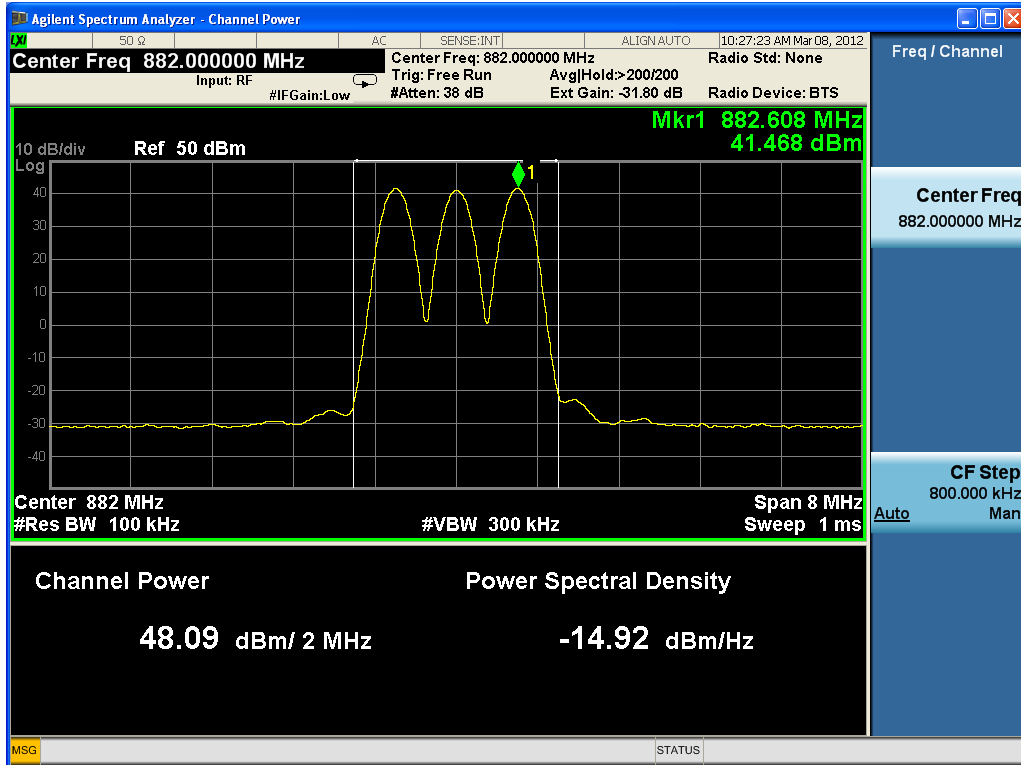 Agilent Spectrum Analyzer - Channel Power
LXI 50 Ω AC SENSE:INT ALIGN AUTO 10:27:23 AM Mar 08, 2012
Center Freq 882.000000 MHz
Input: RF
#IFGain:Low
Center Freq: 882.000000 MHz
Trig: Free Run Avg|Hold:>200/200
#Atten: 38 dB Ext Gain: -31.80 dB
Radio Std: None
Radio Device: BTS
Freq / Channel
Mkr1 882.608 MHz
41.468 dBm
10 dB/div Ref 50 dBm
Log
1
40
30
20
10
0
-10
-20
-30
-40
Center Freq
882.000000 MHz
CF Step
800.000 kHz
Auto Man
Center 882 MHz Span 8 MHz
#Res BW 100 kHz #VBW 300 kHz Sweep 1 ms
Channel Power Power Spectral Density
48.09 dBm/ 2 MHz -14.92 dBm/Hz
MSG STATUS